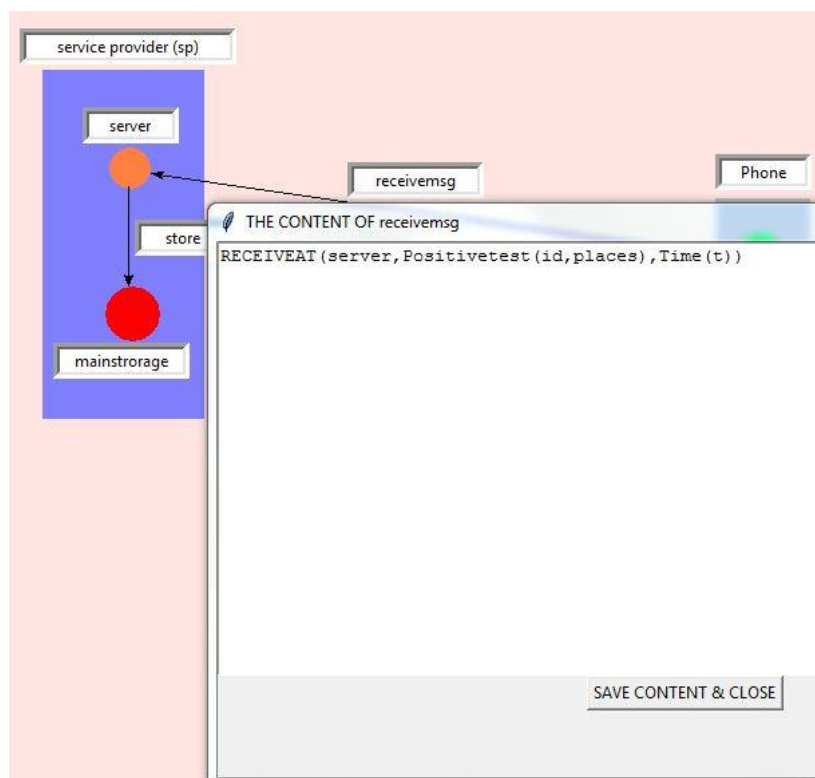 service provider (sp)
server
receivemsg
Phone
store
THE CONTENT OF receivemsg
RECEIVEAT(server,Positivetest(id,places),Time(t))
mainstrorage
SAVE CONTENT & CLOSE